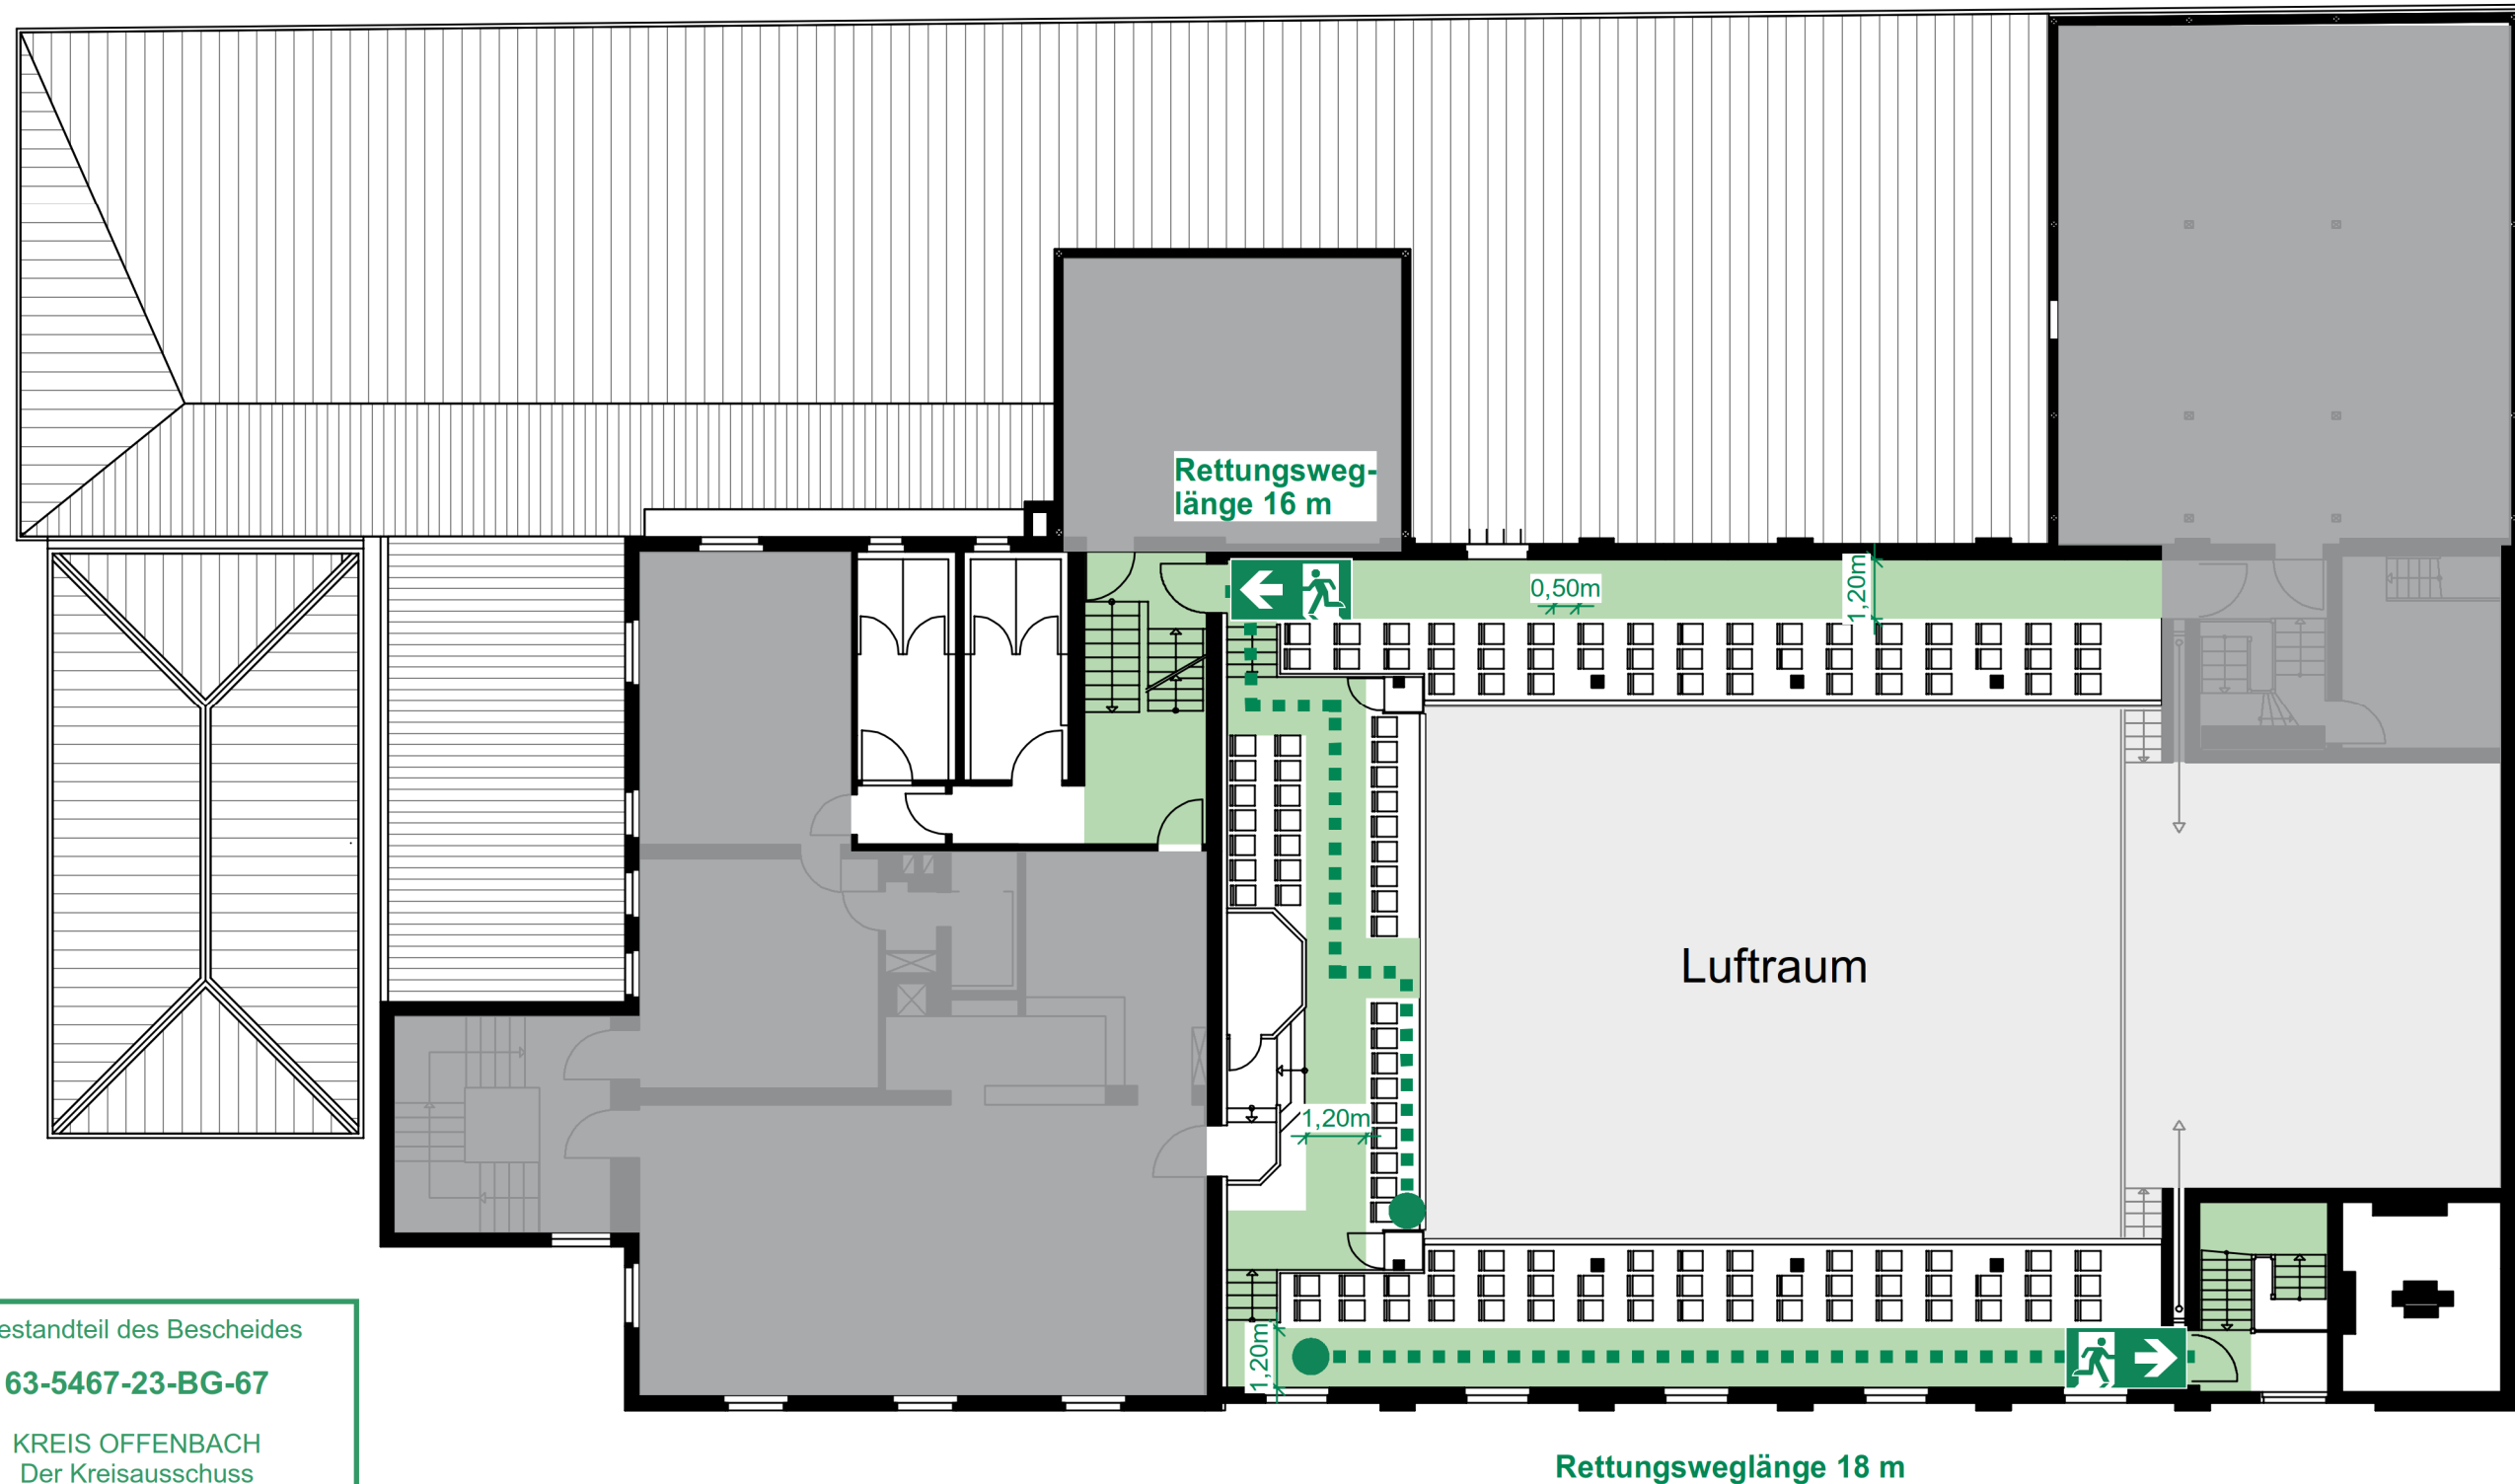 Rettungsweg-
länge 16 m
0,50m
1,20m
Luftraum
1,20m
1,20m
estandteil des Bescheides
63-5467-23-BG-67
KREIS OFFENBACH
Der Kreisausschuss
Rettungsweglänge 18 m